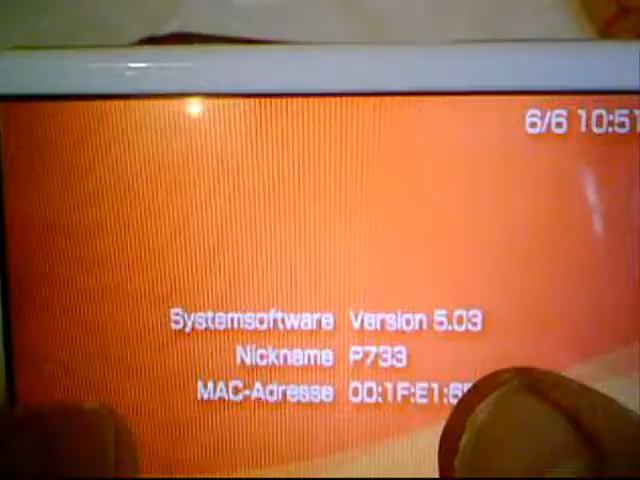 6/6 10:51
Systemsoftware Version 5.03
Nickname P733
MAC-Adresse 00:1F:E1: